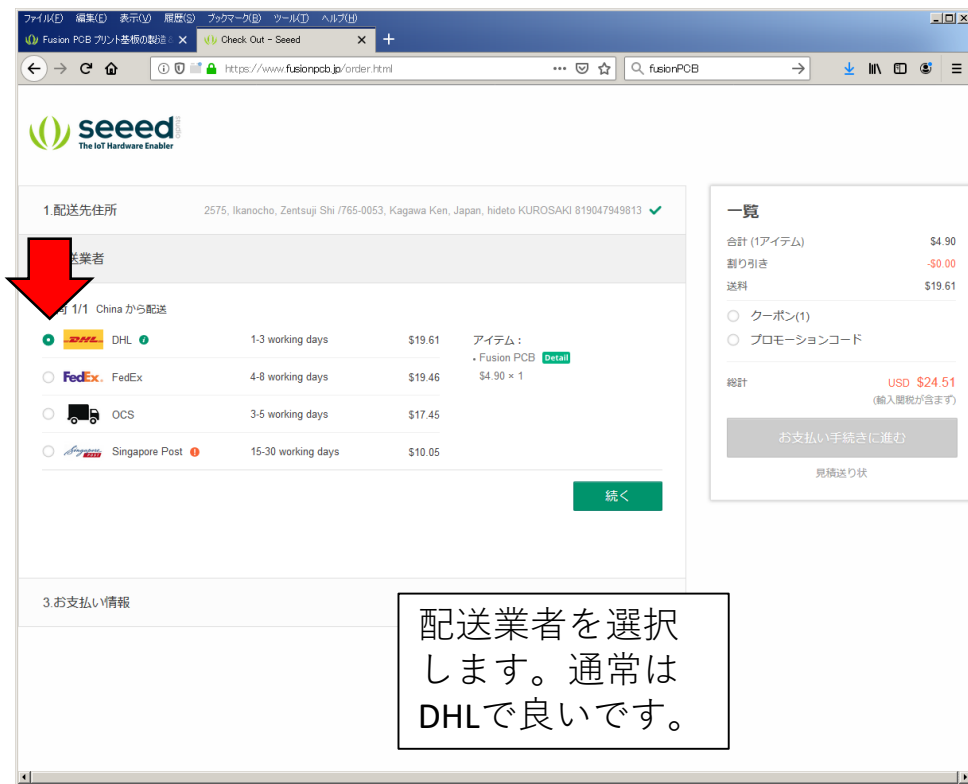 ファイル(F) 編集(E) 表示(V) 履歴(S) ブックマーク(B) ツール(T) ヘルプ(H)
Fusion PCB プリント基板の製造 Check Out - Seeed
https://www.fusionpcb.jp/order.html fusionPCB
seeed studio
The IoT Hardware Enabler
1.配送先住所 2575, Ikanocho, Zentsuji Shi /765-0053, Kagawa Ken, Japan, hideto KUROSAKI 819047949813
送業者
1/1 China から配送
DHL DHL 1-3 working days $19.61
FedEx. FedEx 4-8 working days $19.46
OCS 3-5 working days $17.45
Singapore POST Singapore Post 15-30 working days $10.05
アイテム :
• Fusion PCB Detail
$4.90 × 1
続く
3.お支払い情報
一覧
合計 (1アイテム) $4.90
割り引き -$0.00
送料 $19.61
クーポン(1)
プロモーションコード
総計 USD $24.51
(輸入関税が含まず)
お支払い手続きに進む
見積送り状
配送業者を選択
します。通常は
DHLで良いです。